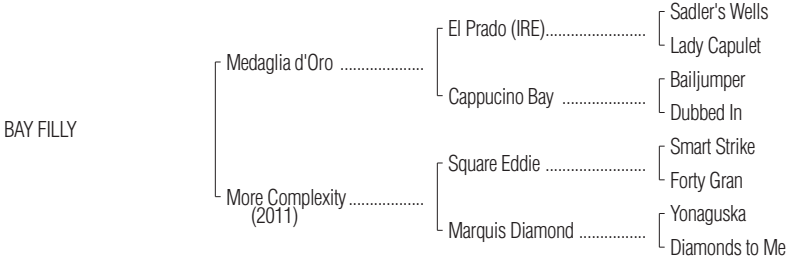 Sadler's Wells
El Prado (IRE)........................
Lady Capulet
Medaglia d'Oro ....................
Bailjumper
Cappucino Bay ....................
Dubbed In
BAY FILLY
Smart Strike
Square Eddie ........................
Forty Gran
More Complexity ..................
(2011)
Yonaguska
Marquis Diamond ................
Diamonds to Me